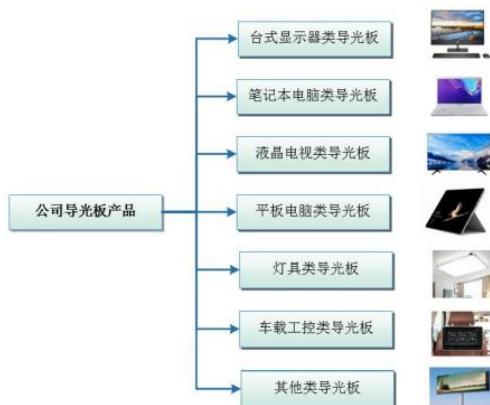 台式显示器类导光板
笔记本电脑类导光板
液晶电视类导光板
公司导光板产品
平板电脑类导光板
灯具类导光板
车载工控类导光板
其他类导光板